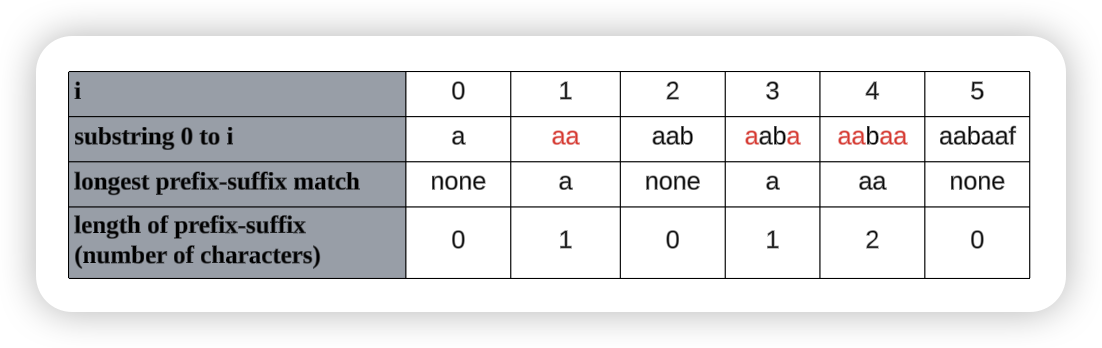 i 0 1 2 3 4 5
substring 0 to i a aa aab aaba aabaa aabaaf
longest prefix-suffix match none a none a aa none
length of prefix-suffix
(number of characters) 0 1 0 1 2 0